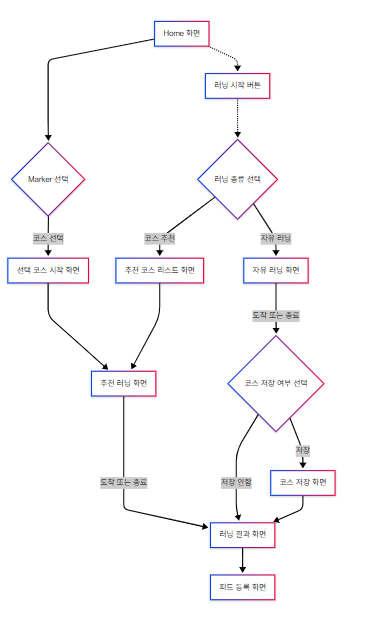 Home 화면
러닝 시작 버튼
Marker 선택
러닝 종류 선택
코스 선택
코스 추천
자유 러닝
선택 코스 시작 화면
추천 코스 리스트 화면
자유 러닝 화면
도착 또는 종료
추천 러닝 화면
코스 저장 여부 선택
저장
도착 또는 종료
저장 안함
코스 저장 화면
러닝 결과 화면
피드 등록 화면